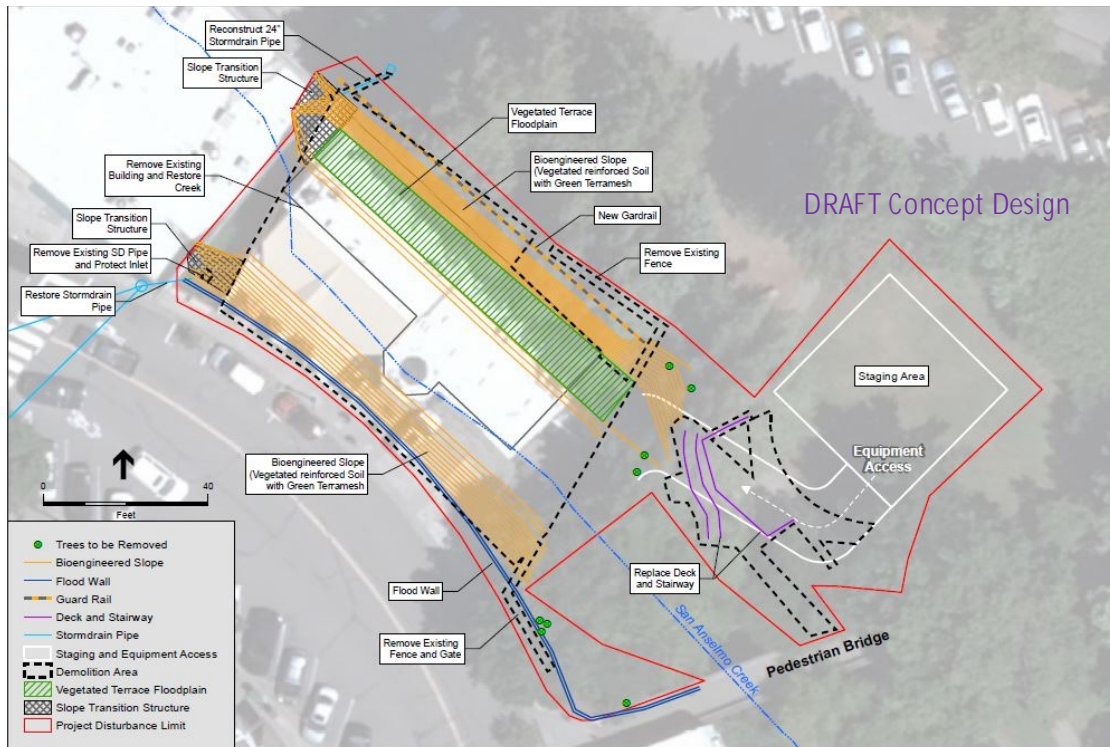 Reconstruct 24"
Stormdrain Pipe
Slope Transition
Structure
Vegetated Terrace
Floodplain
Remove Existing
Building and Restore
Creek
Bioengineered Slope
(Vegetated reinforced Soil
with Green Terramesh
DRAFT Concept Design
New Gardrail
Slope Transition
Structure
Remove Existing
Fence
Remove Existing SD Pipe
and Protect Inlet
Restore Stormdrain
Pipe
Staging Area
Equipment
Access
Bioengineered Slope
(Vegetated reinforced Soil
with Green Terramesh
0 40
Feet
Replace Deck
and Stairway
Flood Wall
San Anselmo Creek
Remove Existing
Fence and Gate
Pedestrian Bridge
Trees to be Removed
Bioengineered Slope
Flood Wall
Guard Rail
Deck and Stairway
Stormdrain Pipe
Staging and Equipment Access
Demolition Area
Vegetated Terrace Floodplain
Slope Transition Structure
Project Disturbance Limit